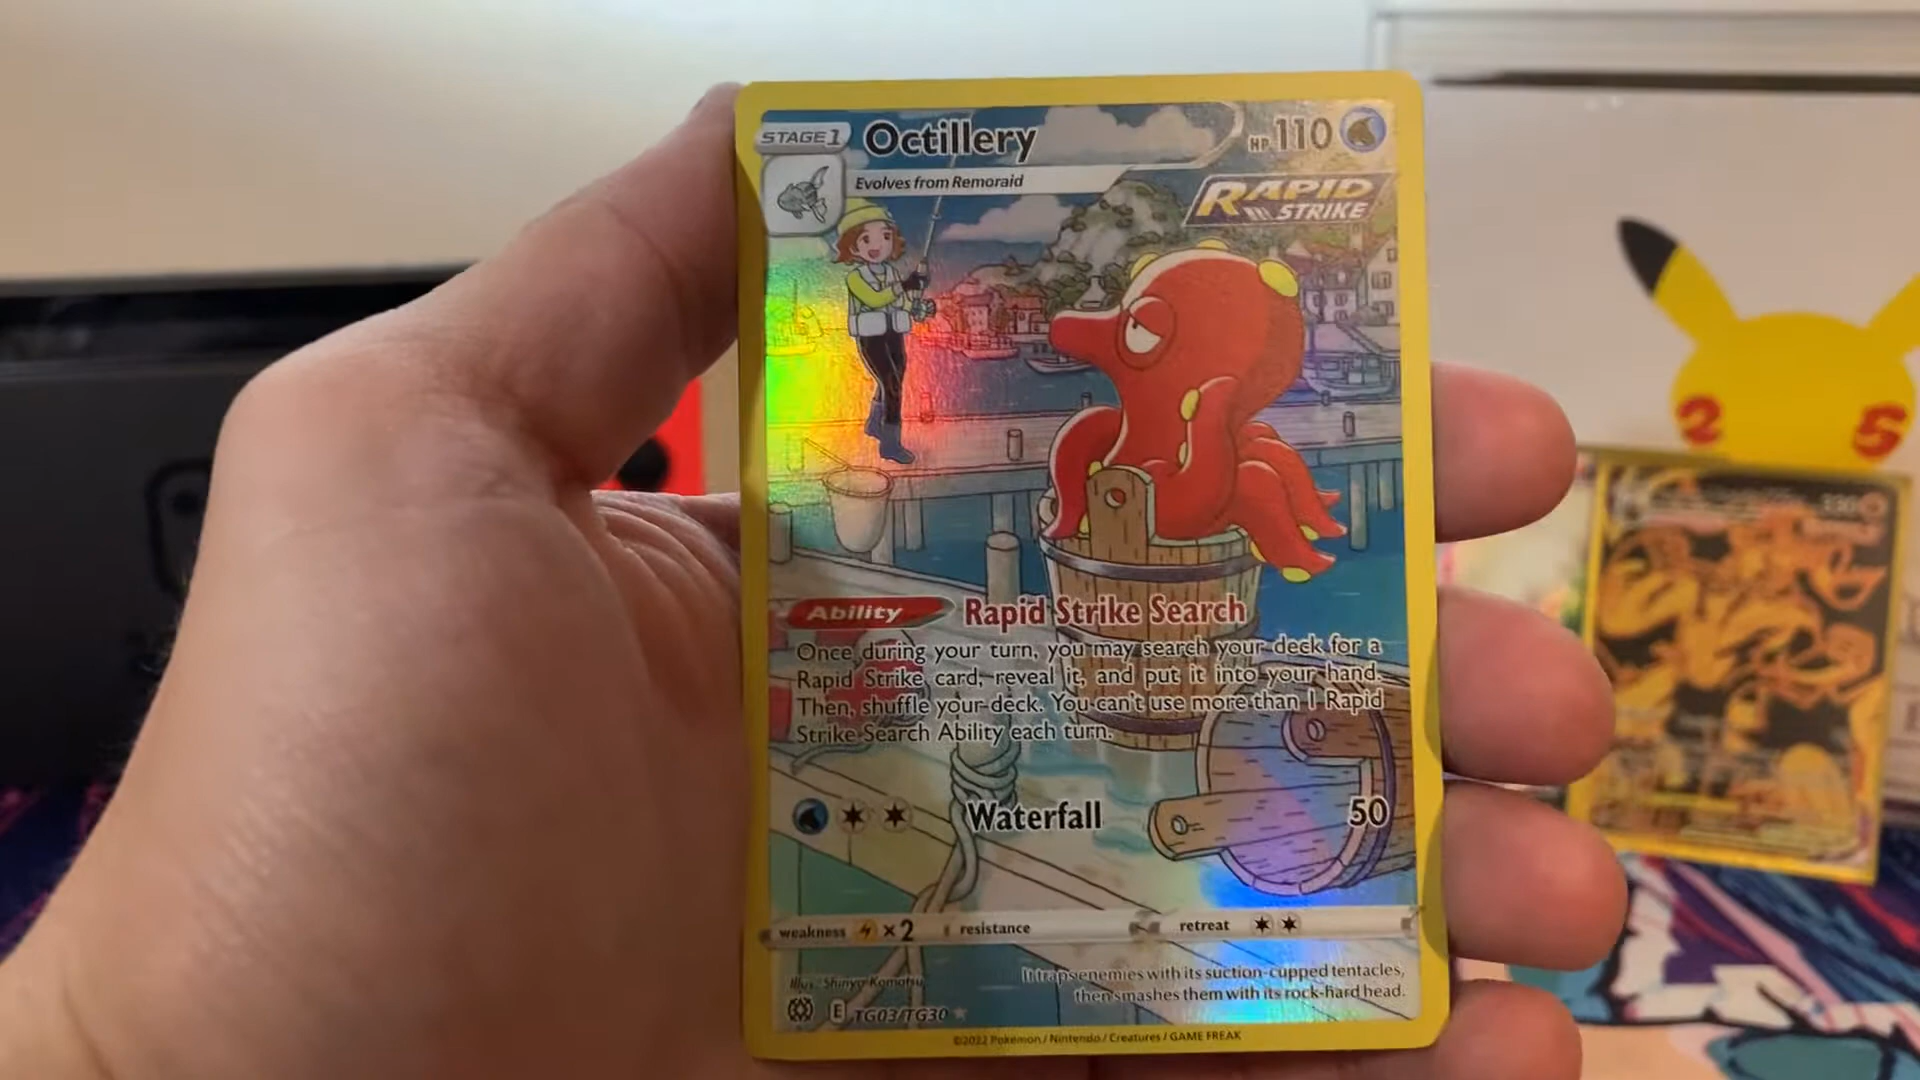 STAGE 1 Octillery HP 110
Evolves from Remoraid
RAPID
STRIKE
Ability Rapid Strike Search
Once during your turn, you may search your deck for a
Rapid Strike card, reveal it, and put it into your hand.
Then, shuffle your deck. You can't use more than 1 Rapid
Strike Search Ability each turn.
Waterfall 50
weakness ×2 resistance retreat
It traps enemies with its suction-cupped tentacles,
then smashes them with its rock-hard head.
Illus. Shinya Komatsu
E TG03/TG30
©2022 Pokémon / Nintendo / Creatures / GAME FREAK
2 5
330